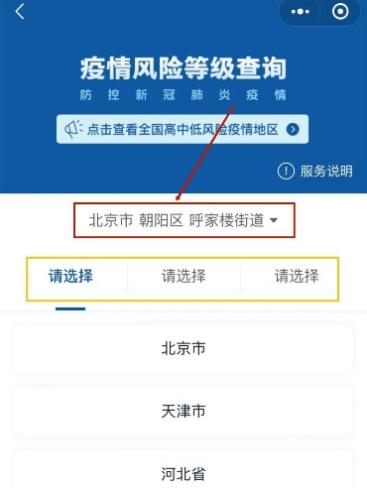 疫情风险等级查询
防控新冠肺炎疫情
点击查看全国高中低风险疫情地区
服务说明
北京市 朝阳区 呼家楼街道
请选择 请选择 请选择
北京市
天津市
河北省